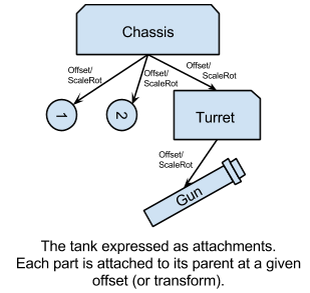 Chassis
Offset/
ScaleRot
Offset/
ScaleRot
Offset/
ScaleRot
1
2
Turret
Offset/
ScaleRot
Gun
The tank expressed as attachments.
Each part is attached to its parent at a given
offset (or transform).